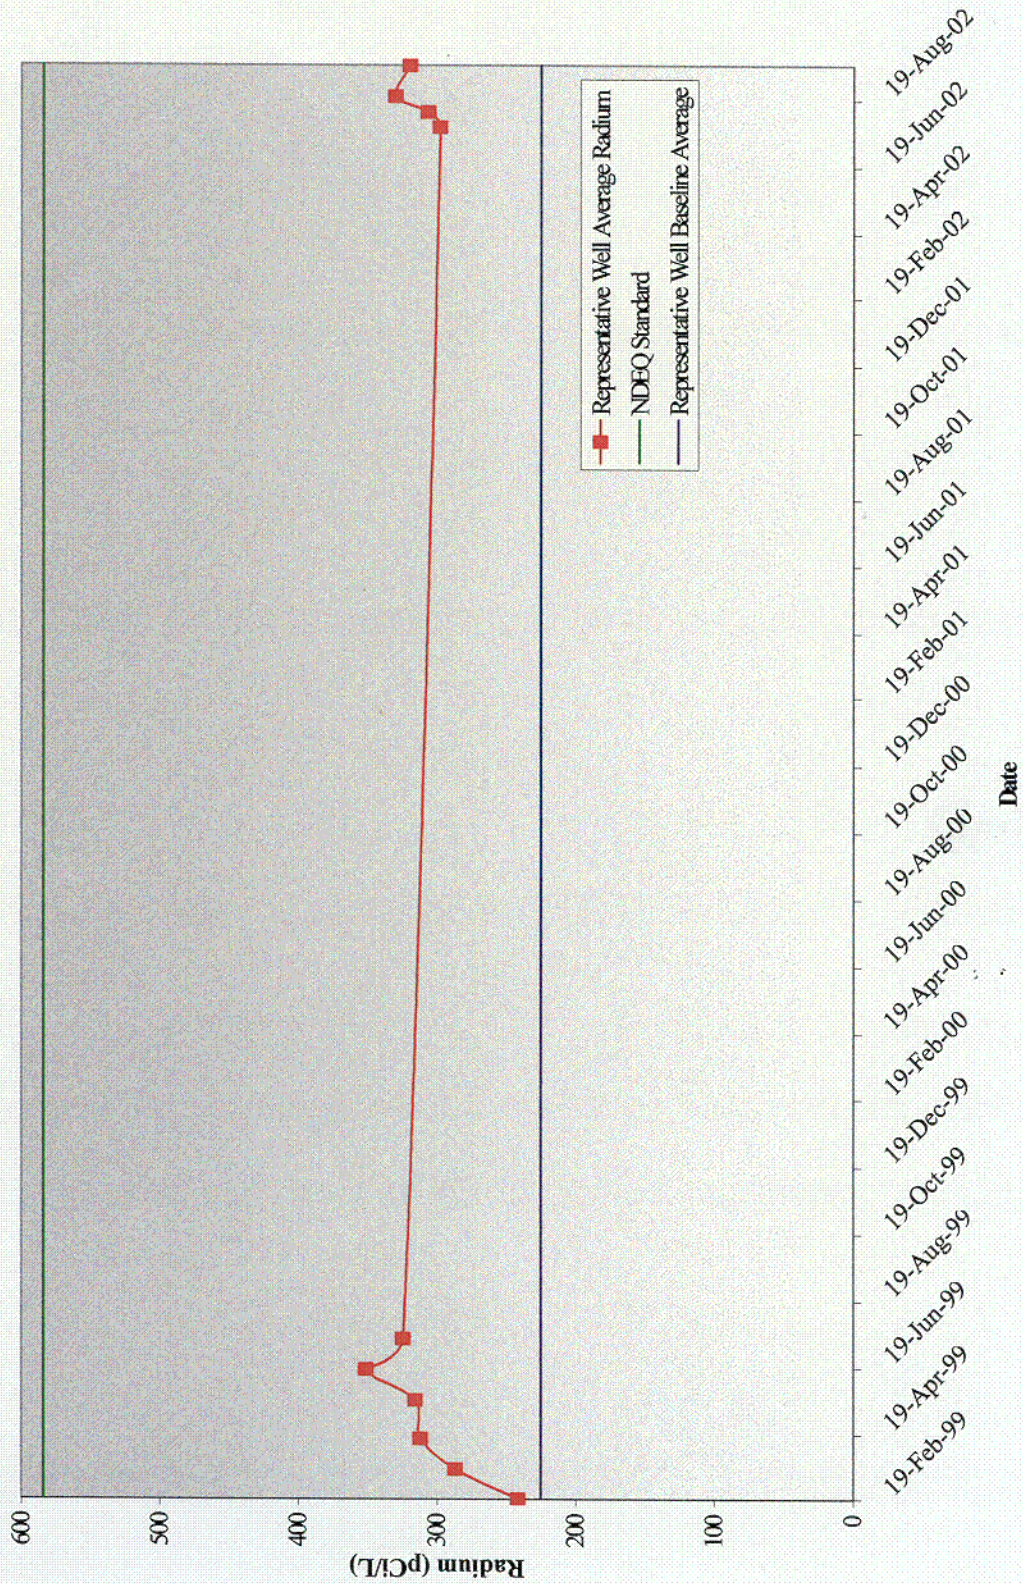 600
500
400
300
200
100
0
Radium (pCi/L)
19-Feb-99
19-Apr-99
19-Jun-99
19-Aug-99
19-Oct-99
19-Dec-99
19-Feb-00
19-Apr-00
19-Jun-00
19-Aug-00
19-Oct-00
19-Dec-00
19-Feb-01
19-Apr-01
19-Jun-01
19-Aug-01
19-Oct-01
19-Dec-01
19-Feb-02
19-Apr-02
19-Jun-02
19-Aug-02
Date
Representative Well Average Radium
NDEQ Standard
Representative Well Baseline Average